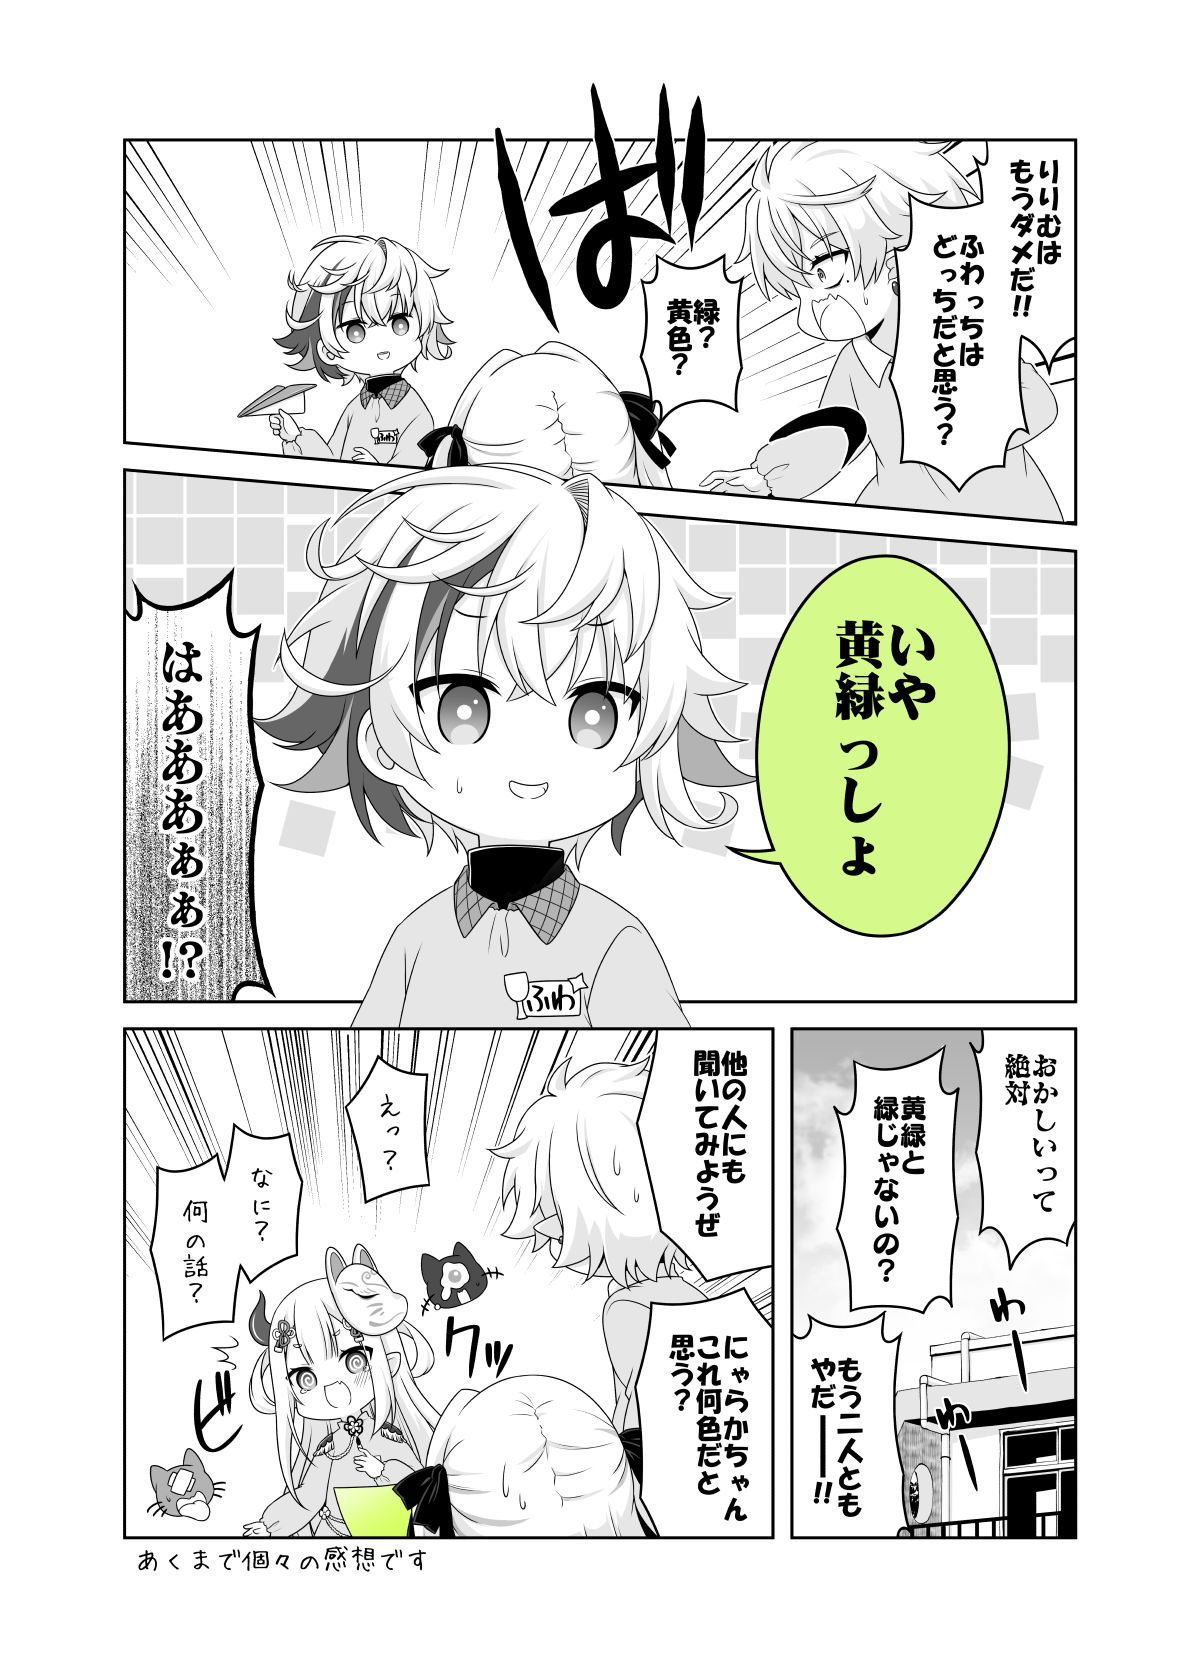 りりむは
もうダメだ!!
ふわっちは
どっちだと思う?
ば
緑?
黄色?
ふわ
いや
黄緑っしょ
はああああぁぁ!?
ふわ
おかしいって
絶対
黄緑と
緑じゃないの?
わー
わー
もう二人とも
やだ――!!
他の人にも
聞いてみようぜ
にゃらかちゃん
これ何色だと
思う?
えっ?
クッ
なに?
何の話?
ビ
あくまで個々の感想です